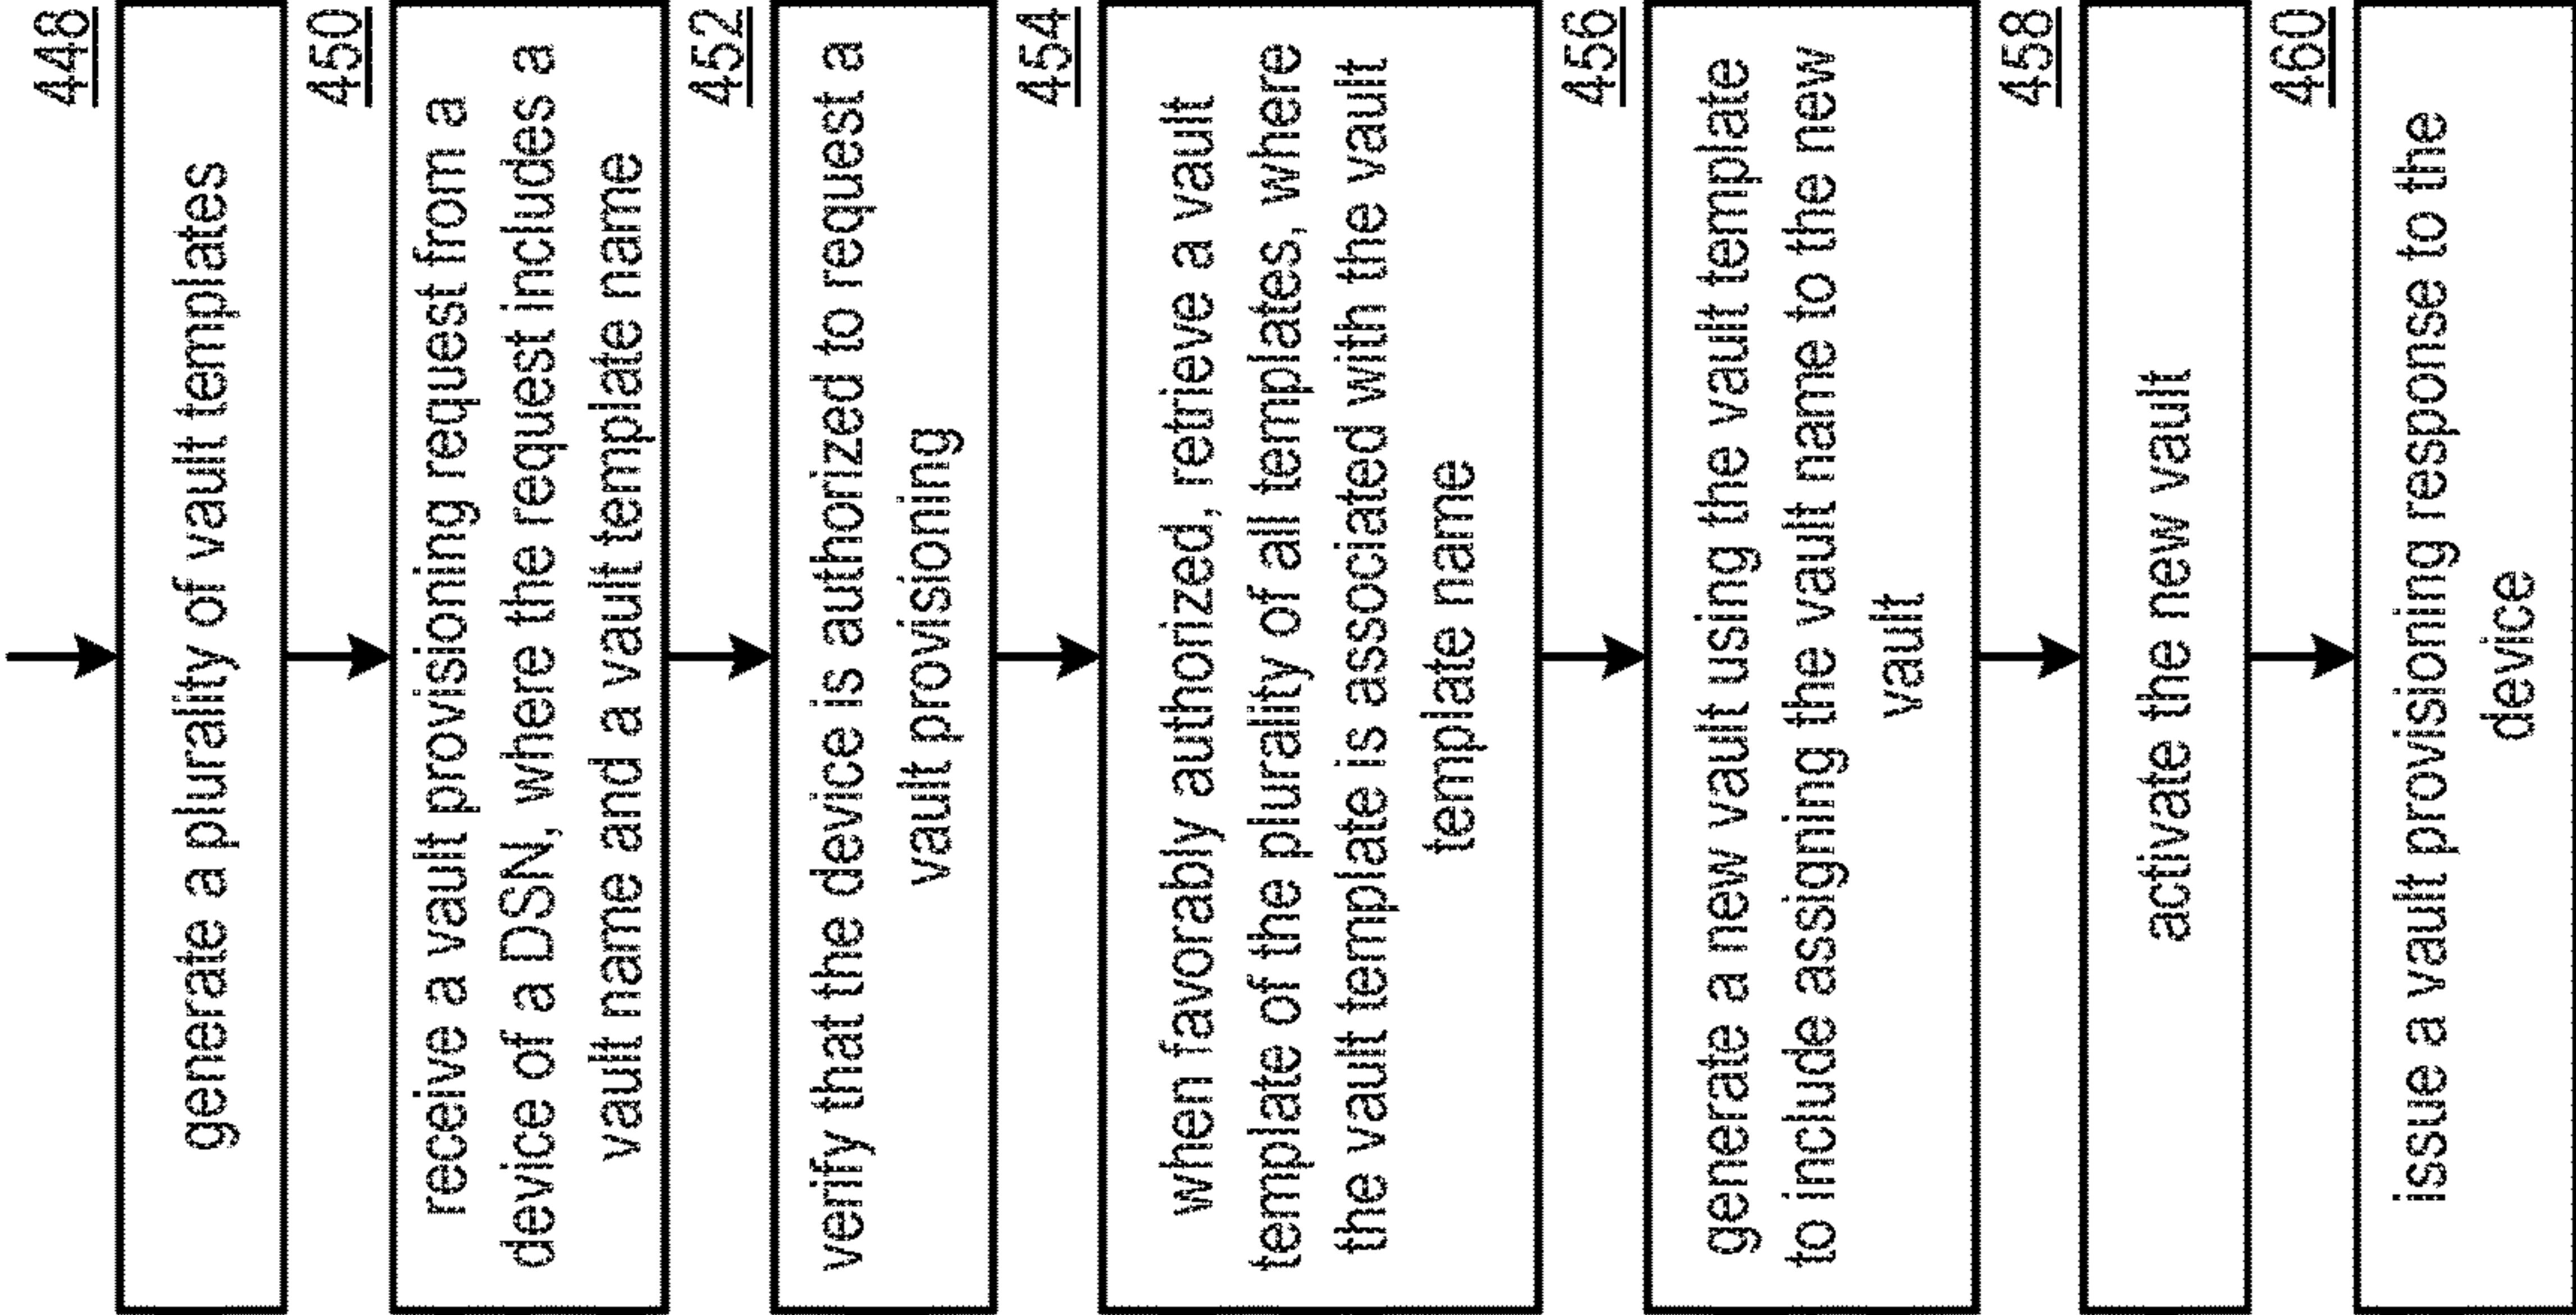 448
generate a plurality of vault templates
450
receive a vault provisioning request from a
device of a DSN, where the request includes a
vault name and a vault template name
452
verify that the device is authorized to request a
vault provisioning
454
when favorably authorized, retrieve a vault
template of the plurality of all templates, where
the vault template is associated with the vault
template name
456
generate a new vault using the vault template
to include assigning the vault name to the new
vault
458
activate the new vault
460
issue a vault provisioning response to the
device